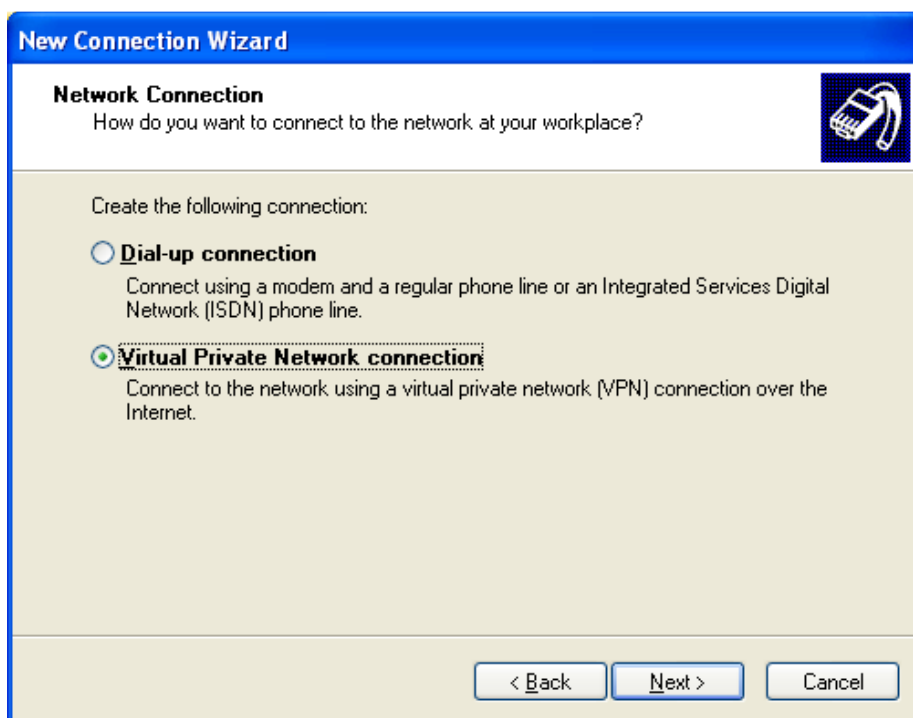 New Connection Wizard
Network Connection
How do you want to connect to the network at your workplace?
Create the following connection:
Dial-up connection
Connect using a modem and a regular phone line or an Integrated Services Digital
Network (ISDN) phone line.
Virtual Private Network connection
Connect to the network using a virtual private network (VPN) connection over the
Internet.
< Back
Next >
Cancel